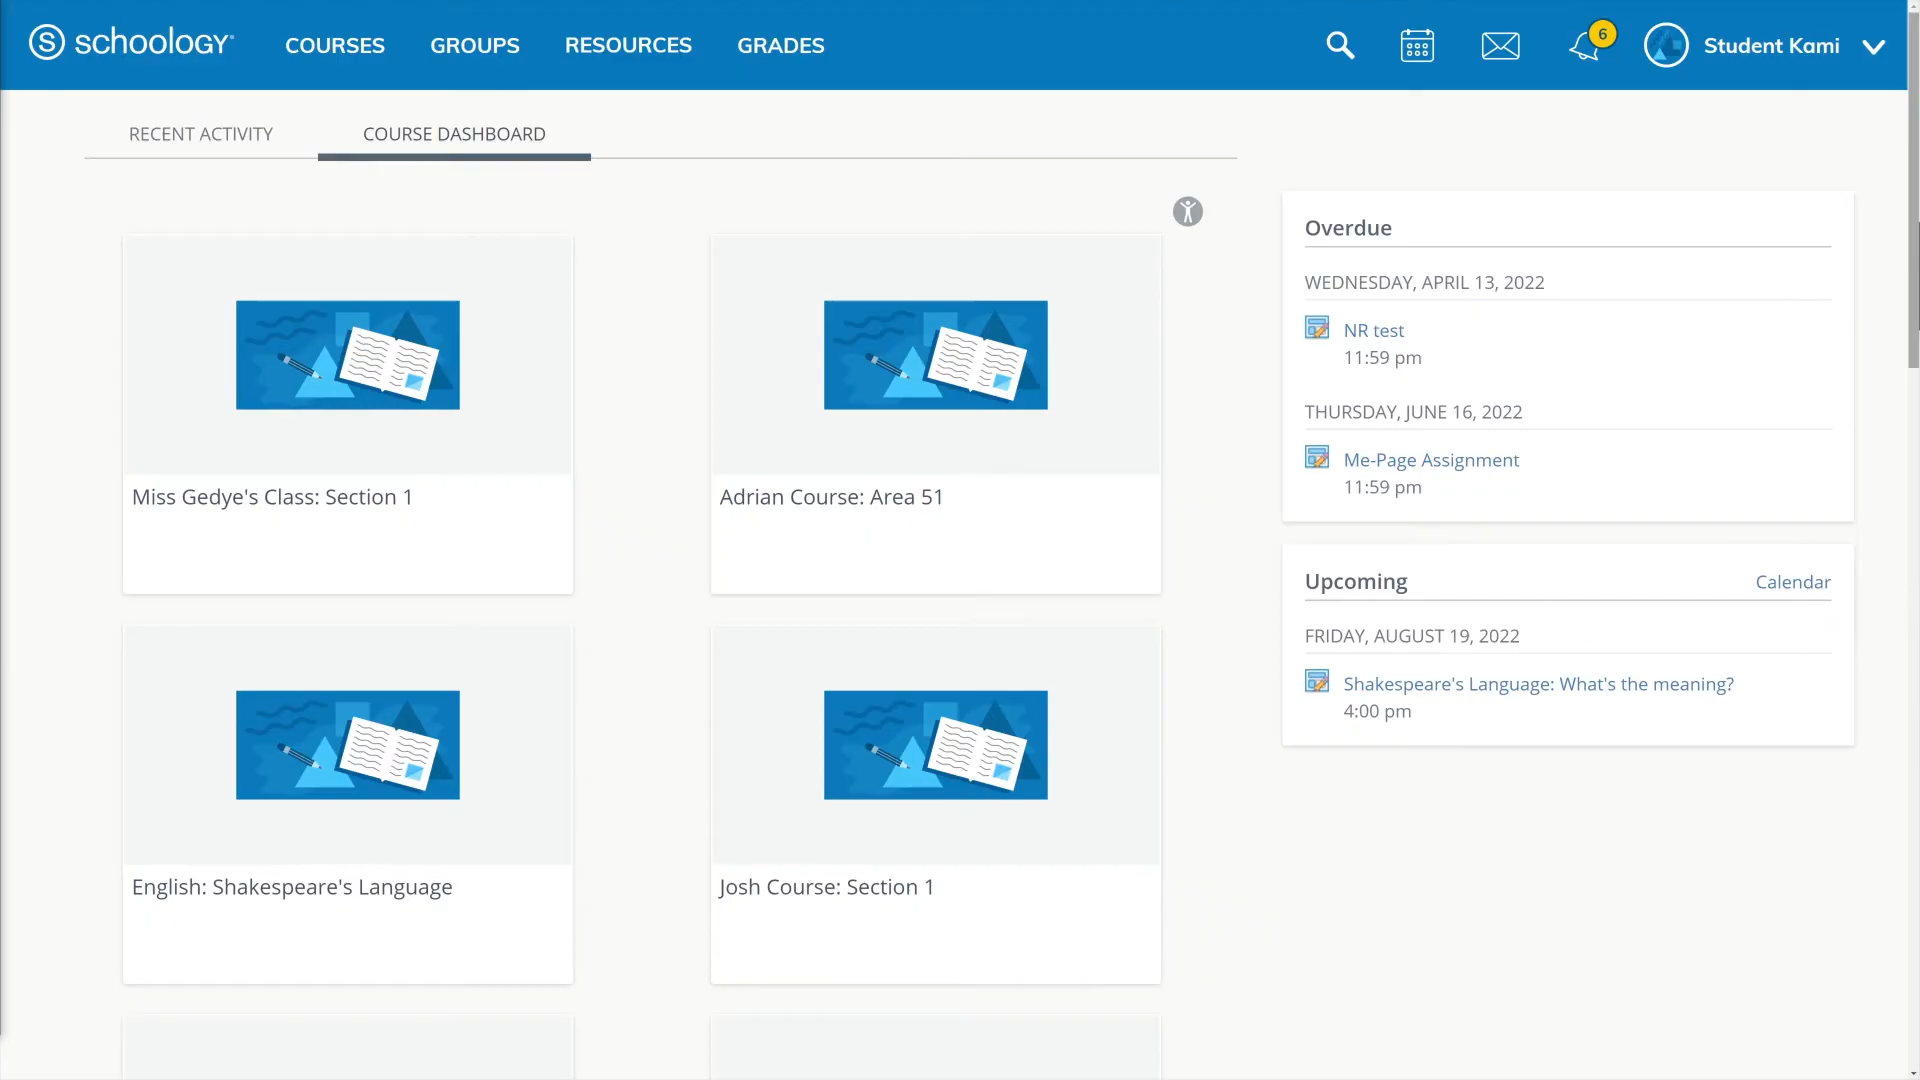 schoology
COURSES
GROUPS
RESOURCES
GRADES
6
Student Kami
RECENT ACTIVITY
COURSE DASHBOARD
Miss Gedye's Class: Section 1
Adrian Course: Area 51
English: Shakespeare's Language
Josh Course: Section 1
Overdue
WEDNESDAY, APRIL 13, 2022
NR test
11:59 pm
THURSDAY, JUNE 16, 2022
Me-Page Assignment
11:59 pm
Upcoming
Calendar
FRIDAY, AUGUST 19, 2022
Shakespeare's Language: What's the meaning?
4:00 pm